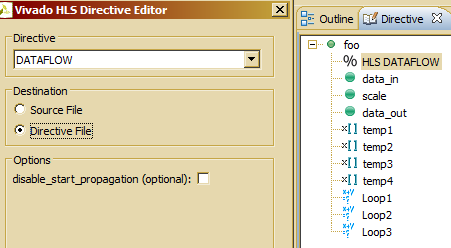 Vivado HLS Directive Editor
Directive
DATAFLOW
Destination
Source File
Directive File
Options
disable_start_propagation (optional):
Outline
Directive
foo
% HLS DATAFLOW
data_in
scale
data_out
x[] temp1
x[] temp2
x[] temp3
x[] temp4
Loop1
Loop2
Loop3